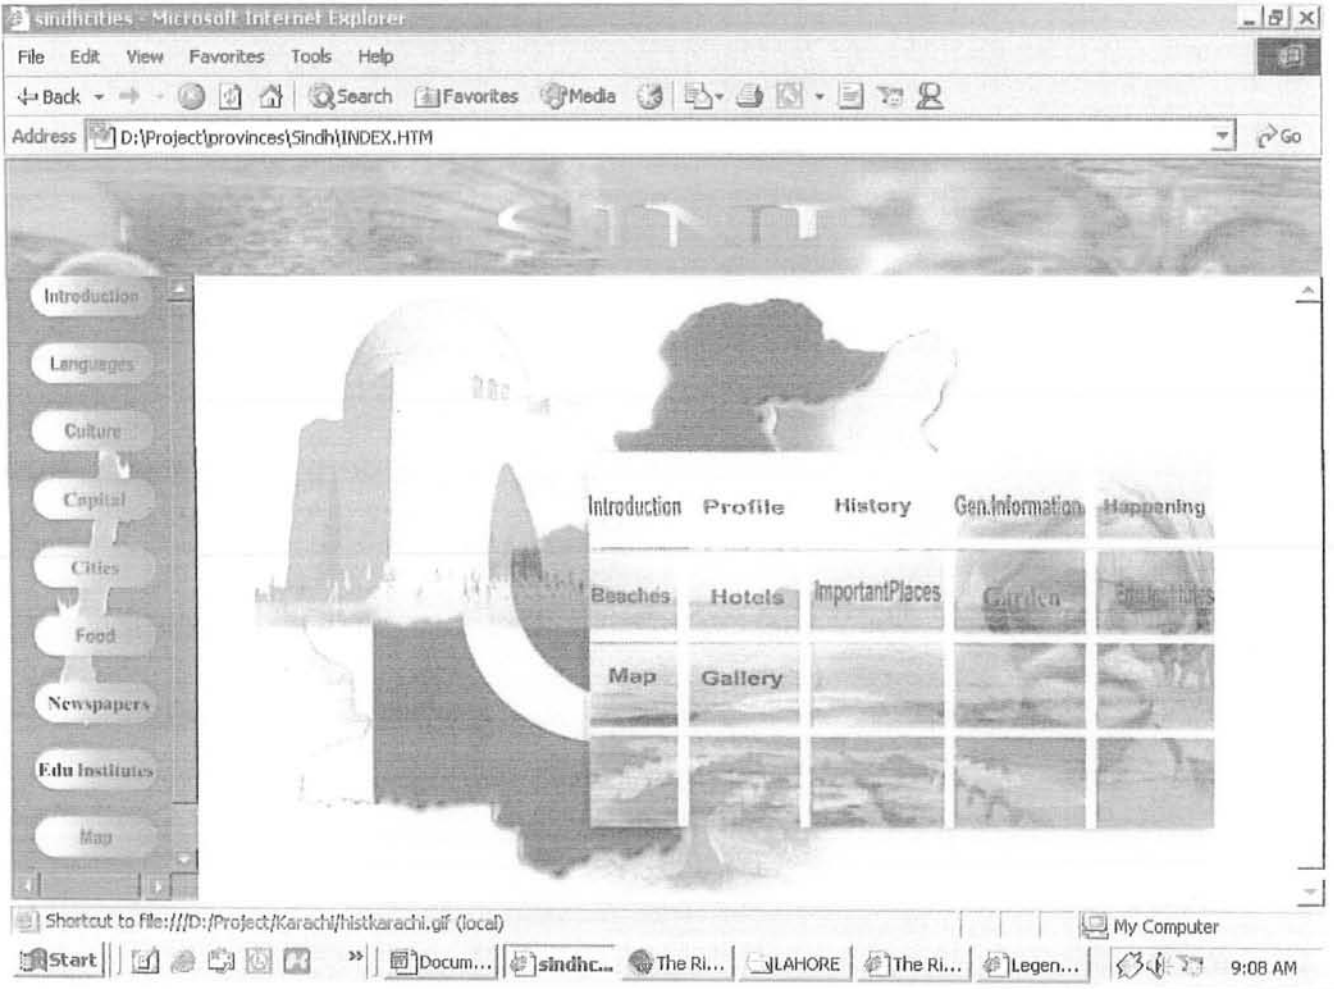 sindhcities - Microsoft Internet Explorer
File Edit View Favorites Tools Help
Back Search Favorites Media
Address D:\Project\provinces\Sindh\INDEX.HTM Go
Introduction
Languages
Culture
Capital
Cities
Food
Newspapers
Edu Institutes
Map
Introduction Profile History Gen.Information Happening
Beaches Hotels ImportantPlaces Garden
Map Gallery
Shortcut to file:///D:/Project/Karachi/histkarachi.gif (local) My Computer
Start Docum... sindhc... The Ri... LAHORE The Ri... Legen... 9:08 AM